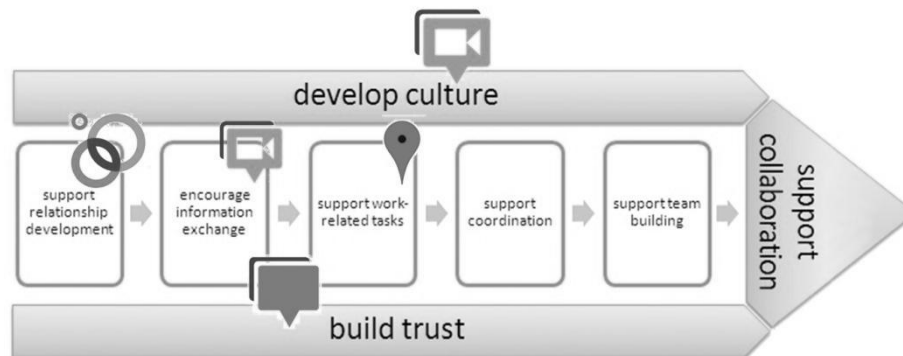 develop culture
support
relationship
development
encourage
information
exchange
support work-
related tasks
support
coordination
support team
building
support
collaboration
build trust